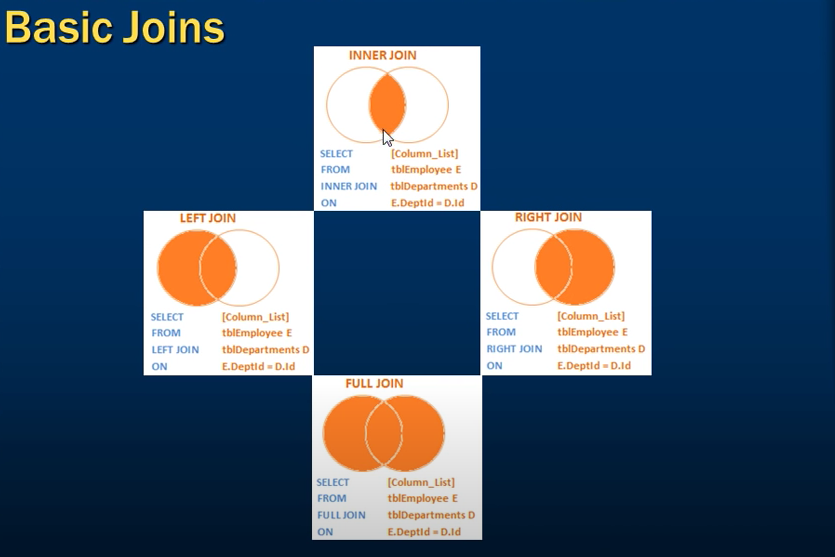 Basic Joins
INNER JOIN
SELECT [Column_List]
FROM tblEmployee E
INNER JOIN tblDepartments D
ON E.DeptId = D.Id
LEFT JOIN
SELECT [Column_List]
FROM tblEmployee E
LEFT JOIN tblDepartments D
ON E.DeptId = D.Id
RIGHT JOIN
SELECT [Column_List]
FROM tblEmployee E
RIGHT JOIN tblDepartments D
ON E.DeptId = D.Id
FULL JOIN
SELECT [Column_List]
FROM tblEmployee E
FULL JOIN tblDepartments D
ON E.DeptId = D.Id